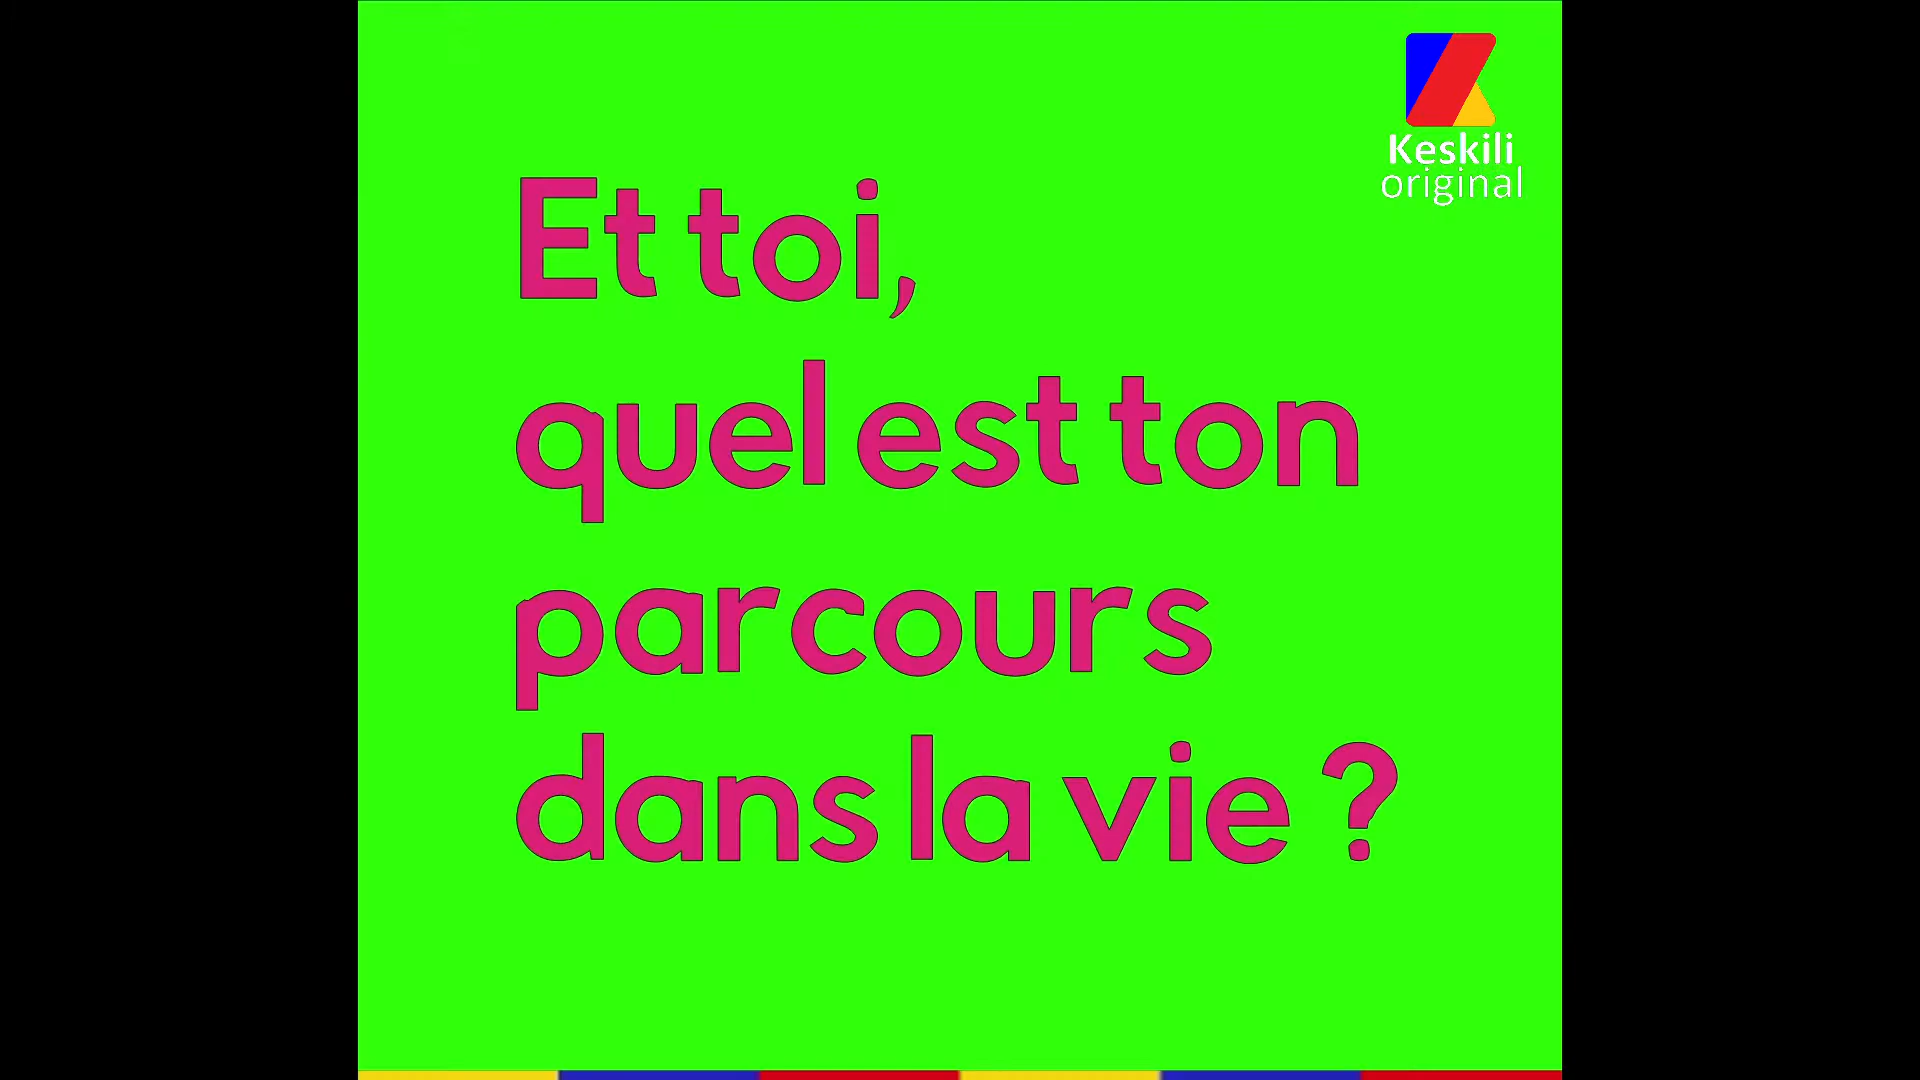 Keskili
original
Et toi,
quel est ton
parcours
dans la vie ?